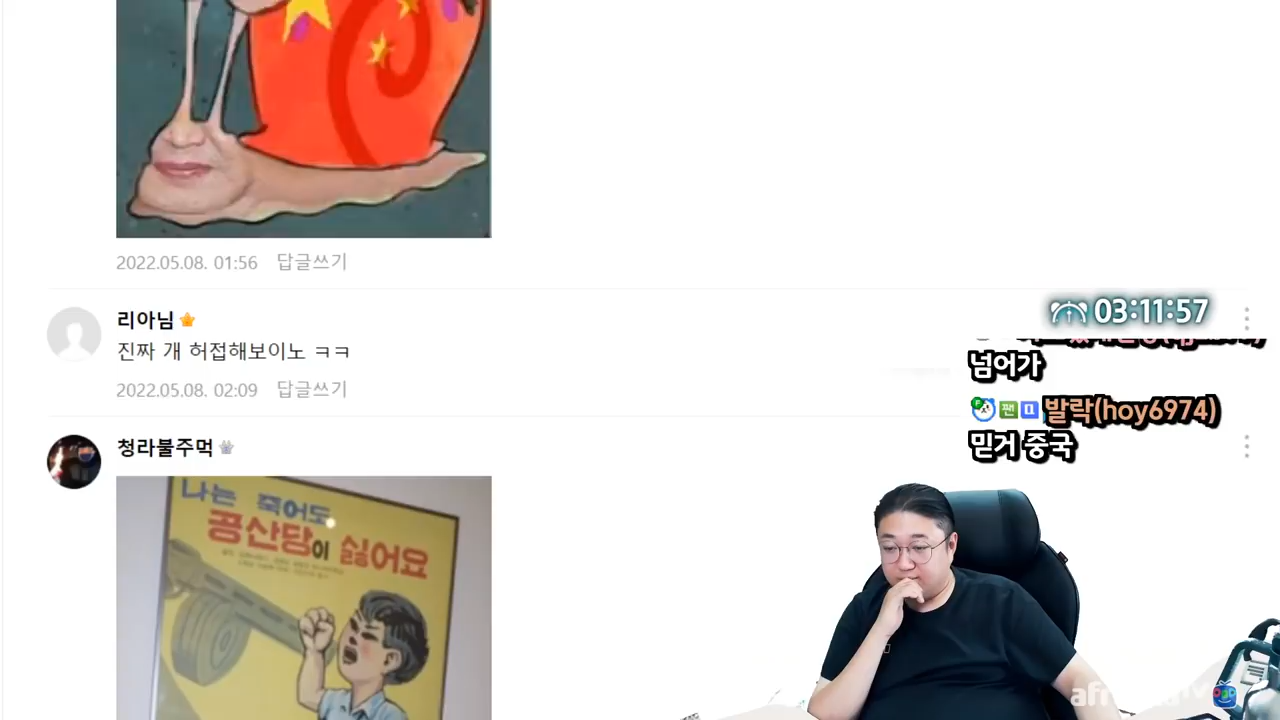 2022.05.08. 01:56 답글쓰기
리아님
진짜 개 허접해보이노 ㅋㅋ
2022.05.08. 02:09 답글쓰기
청라불주먹
나는 죽어도
공산당이 싫어요
03:11:57
넘어가
발락(hoy6974)
믿거 중국